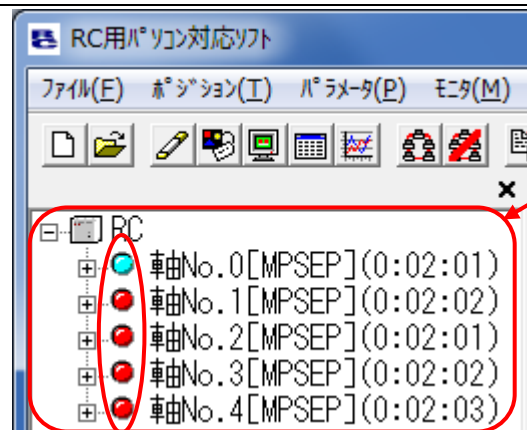 RC用ﾊﾟｿｺﾝ対応ｿﾌﾄ
ﾌｧｲﾙ(F) ﾎﾟｼﾞｼｮﾝ(T) ﾊﾟﾗﾒｰﾀ(P) ﾓﾆﾀ(M)
RC
軸No.0[MPSEP](0:02:01)
軸No.1[MPSEP](0:02:02)
軸No.2[MPSEP](0:02:01)
軸No.3[MPSEP](0:02:02)
軸No.4[MPSEP](0:02:03)